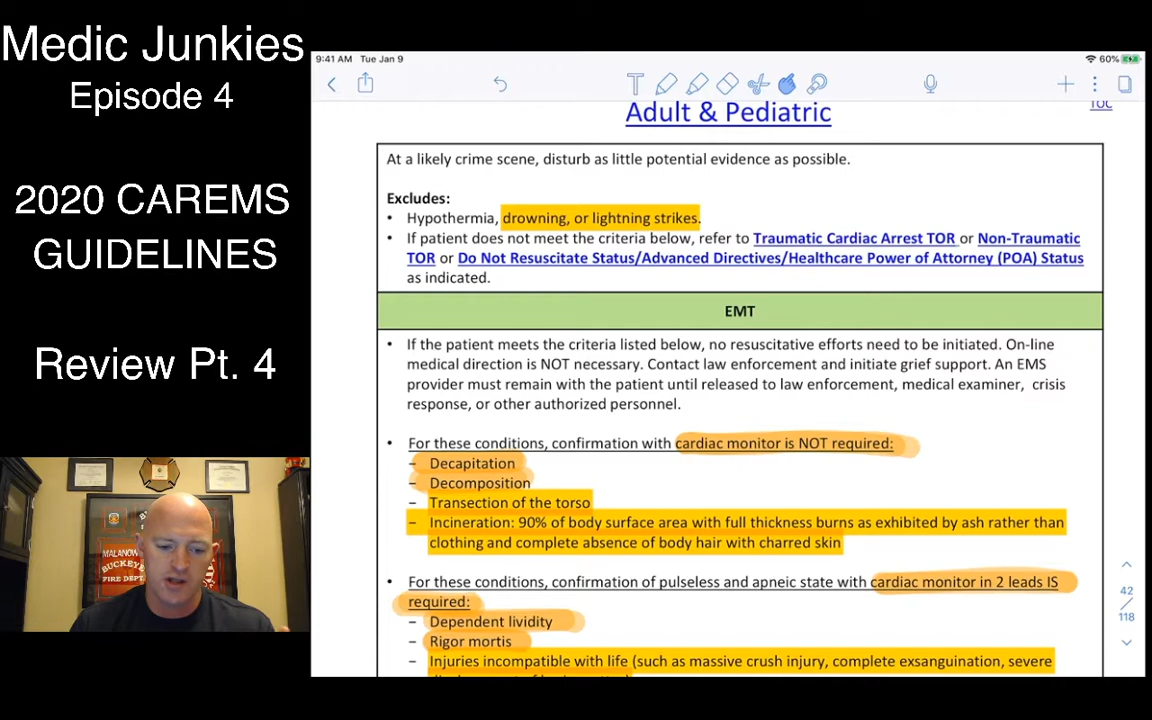 Medic Junkies
Episode 4
2020 CAREMS
GUIDELINES
Review Pt. 4
9:41 AM Tue Jan 9
60%
Adult & Pediatric
TOC
At a likely crime scene, disturb as little potential evidence as possible.
Excludes:
• Hypothermia, drowning, or lightning strikes.
• If patient does not meet the criteria below, refer to Traumatic Cardiac Arrest TOR or Non-Traumatic
TOR or Do Not Resuscitate Status/Advanced Directives/Healthcare Power of Attorney (POA) Status
as indicated.
EMT
• If the patient meets the criteria listed below, no resuscitative efforts need to be initiated. On-line
medical direction is NOT necessary. Contact law enforcement and initiate grief support. An EMS
provider must remain with the patient until released to law enforcement, medical examiner, crisis
response, or other authorized personnel.
• For these conditions, confirmation with cardiac monitor is NOT required:
– Decapitation
– Decomposition
– Transection of the torso
– Incineration: 90% of body surface area with full thickness burns as exhibited by ash rather than
clothing and complete absence of body hair with charred skin
• For these conditions, confirmation of pulseless and apneic state with cardiac monitor in 2 leads IS
required:
– Dependent lividity
– Rigor mortis
– Injuries incompatible with life (such as massive crush injury, complete exsanguination, severe
42
/
118
MALANOW
BUCKEYE
FIRE DEPT.